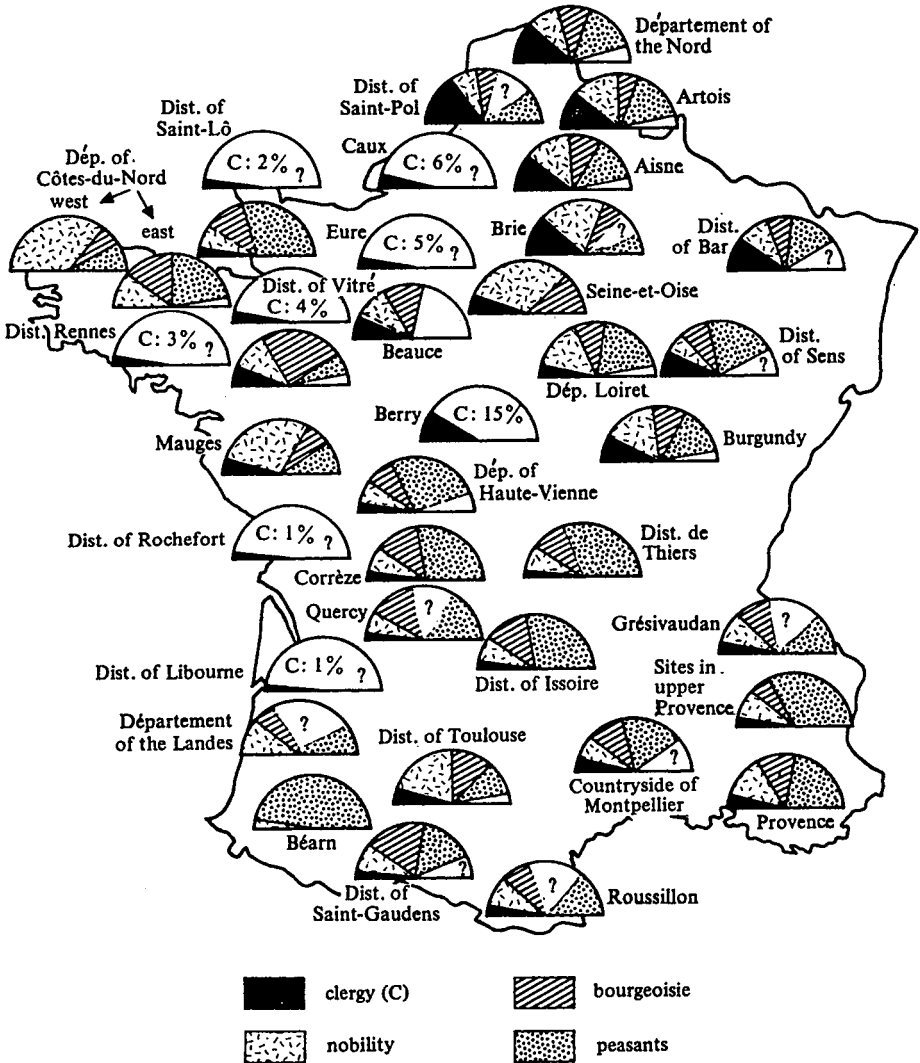 Département of
the Nord
Dist. of
Saint-Pol
?
Artois
Dist. of
Saint-Lô
C: 2% ?
Caux
C: 6% ?
Aisne
Dép. of
Côtes-du-Nord
west
east
Eure
C: 5% ?
Brie
?
Dist.
of Bar
?
Dist. of Vitré
C: 4%
Seine-et-Oise
Dist. Rennes
C: 3% ?
Beauce
Dép. Loiret
Dist.
of Sens
?
Berry
C: 15%
Burgundy
Mauges
Dép. of
Haute-Vienne
Dist. of Rochefort
C: 1% ?
Corrèze
Dist. de
Thiers
Quercy
?
Dist. of Issoire
Grésivaudan
?
Dist. of Libourne
C: 1% ?
Sites in
upper
Provence
Département
of the Landes
?
Dist. of Toulouse
Countryside of
Montpellier
?
Provence
Béarn
Dist. of
Saint-Gaudens
?
Roussillon
?
clergy (C)
bourgeoisie
nobility
peasants